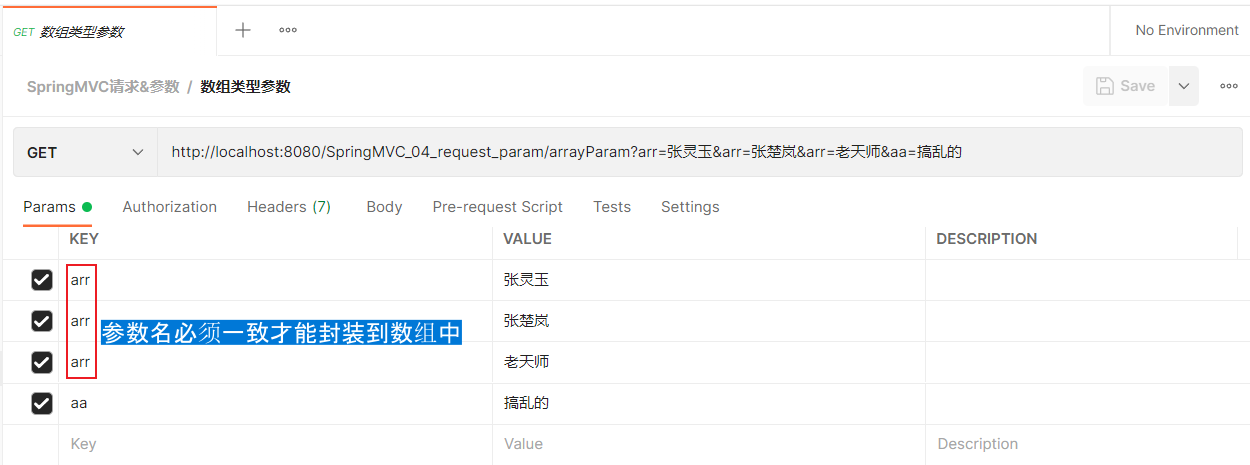 GET 数组类型参数
No Environment
SpringMVC请求&参数 / 数组类型参数
Save
GET
http://localhost:8080/SpringMVC_04_request_param/arrayParam?arr=张灵玉&arr=张楚岚&arr=老天师&aa=搞乱的
Params Authorization Headers (7) Body Pre-request Script Tests Settings
KEY VALUE DESCRIPTION
arr 张灵玉
arr 张楚岚
参数名必须一致才能封装到数组中
arr 老天师
aa 搞乱的
Key Value Description